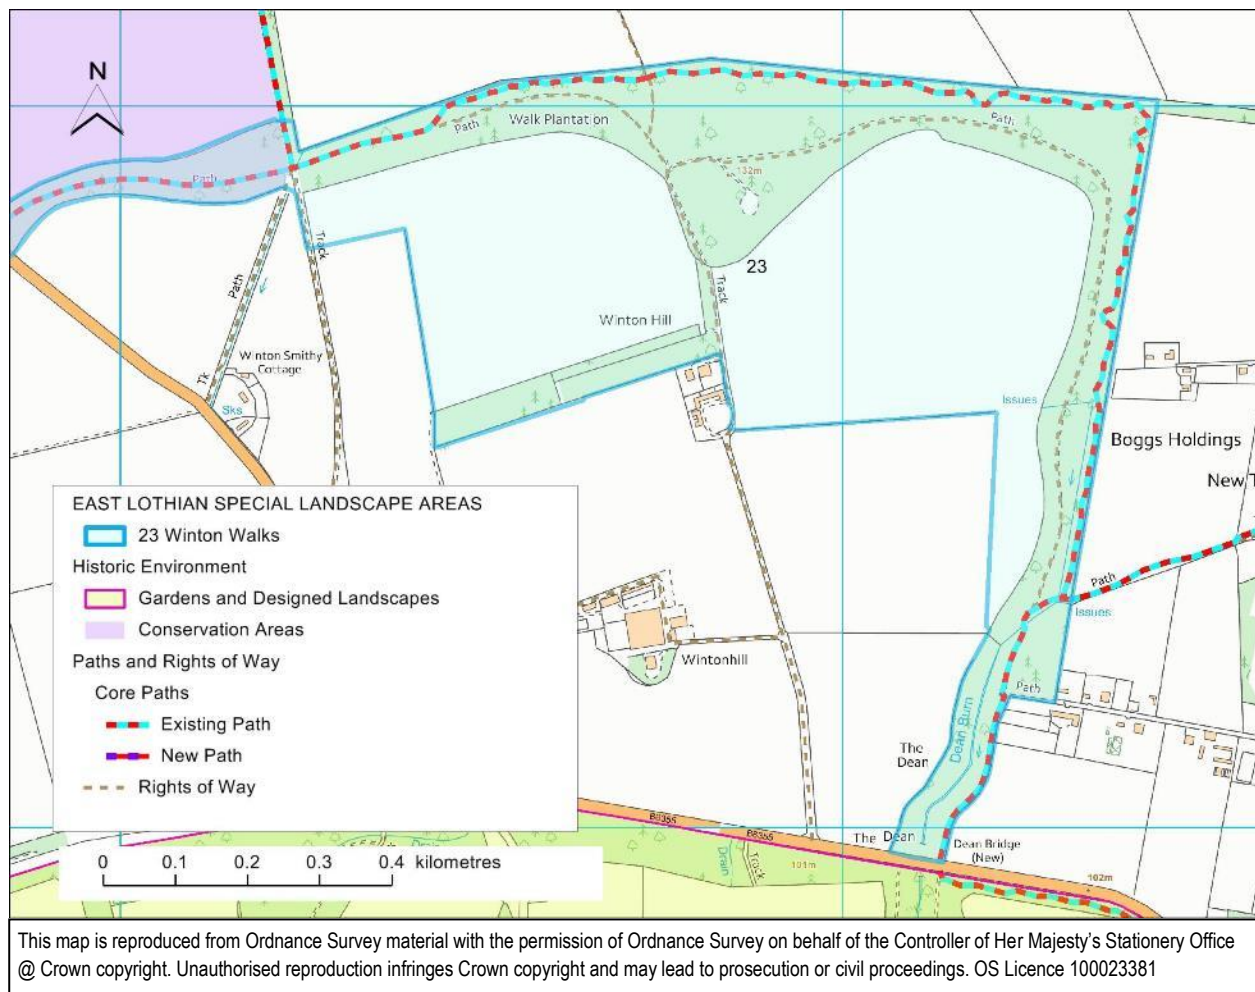 N
Path
Walk Plantation
Path
132m
Path
Track
Path
23
Track
Winton Hill
Winton Smithy
Cottage
Tk
Sks
Issues
Boggs Holdings
New T
Path
Issues
EAST LOTHIAN SPECIAL LANDSCAPE AREAS
23 Winton Walks
Historic Environment
Gardens and Designed Landscapes
Conservation Areas
Paths and Rights of Way
Core Paths
Existing Path
New Path
Rights of Way
Wintonhill
Path
Dean Burn
The
Dean
B6355
B6355
The Dean
Dean Bridge
(New)
Drain
Track
101m
102m
Drain
0 0.1 0.2 0.3 0.4 kilometres
This map is reproduced from Ordnance Survey material with the permission of Ordnance Survey on behalf of the Controller of Her Majesty's Stationery Office
@ Crown copyright. Unauthorised reproduction infringes Crown copyright and may lead to prosecution or civil proceedings. OS Licence 100023381